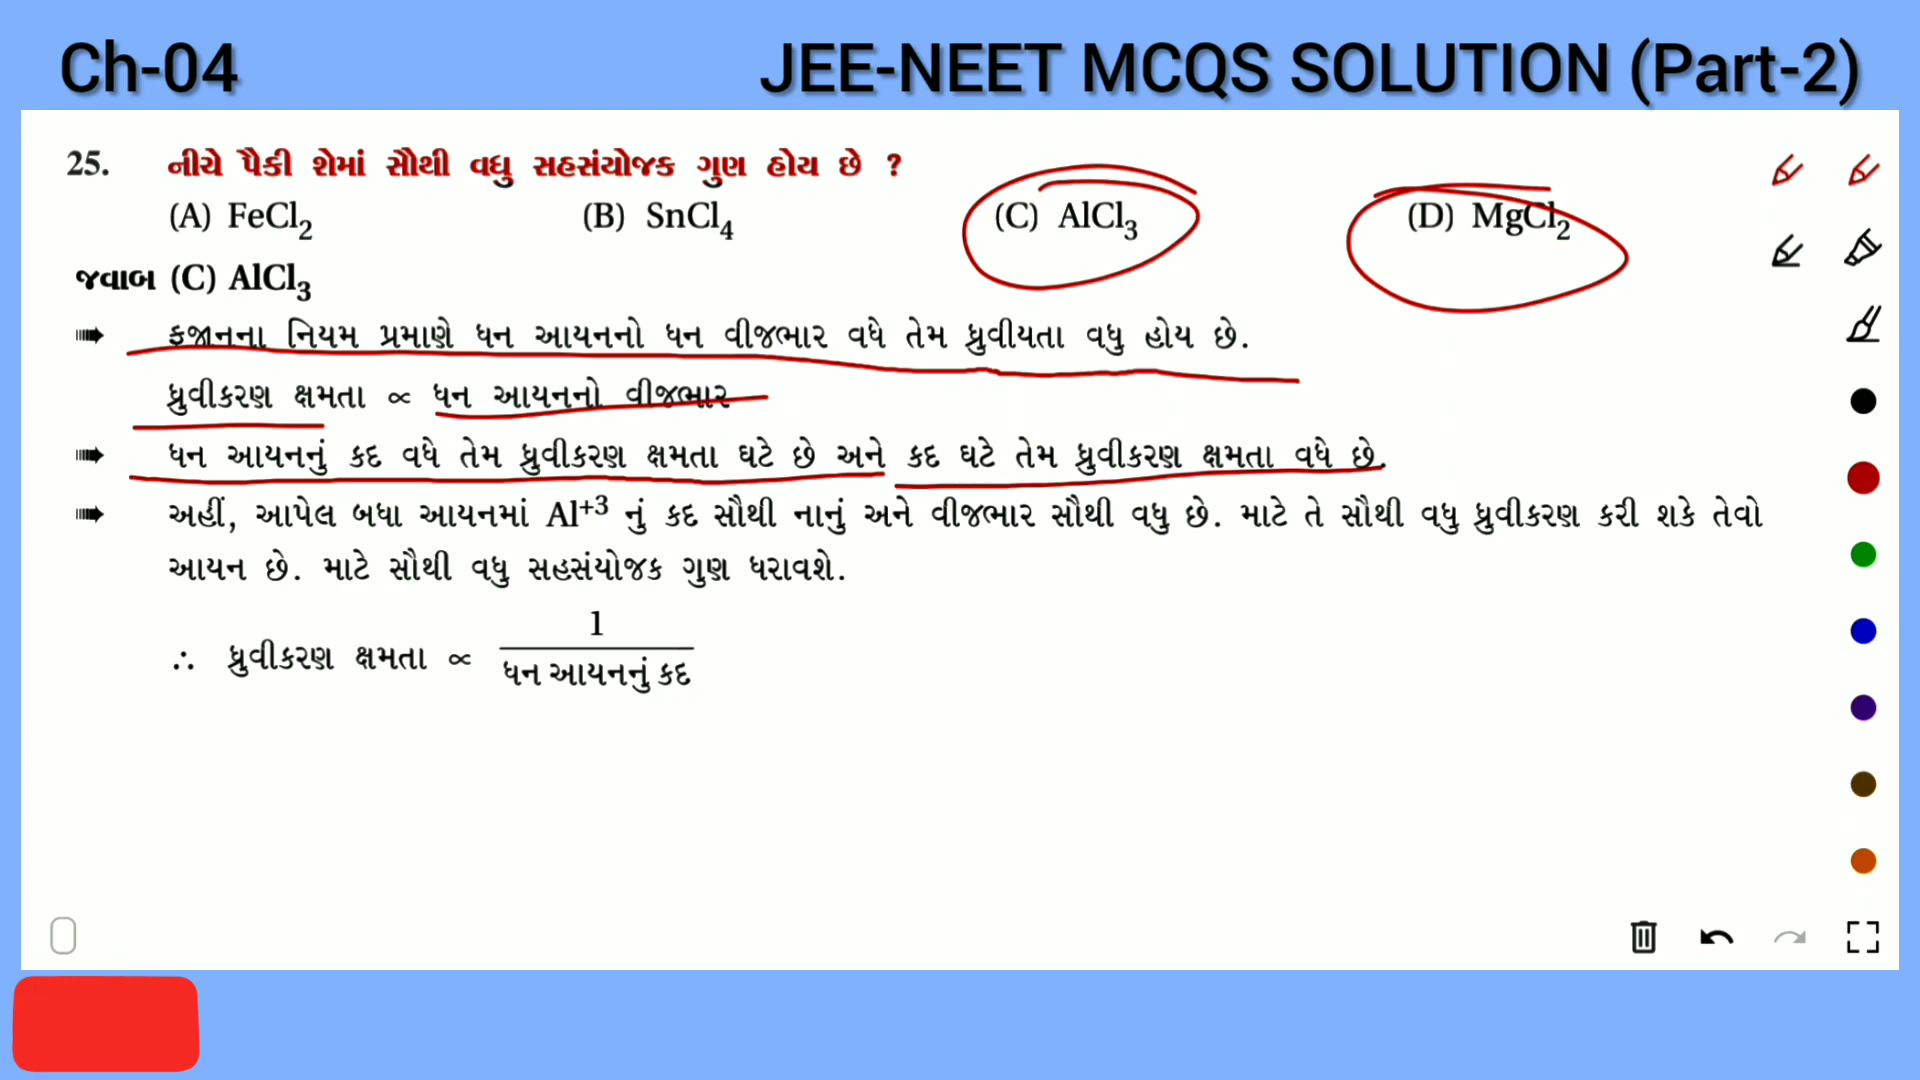 Ch-04
JEE-NEET MCQS SOLUTION (Part-2)
25. નીચે પૈકી શેમાં સૌથી વધુ સહસંયોજક ગુણ હોય છે ?
(A) FeCl₂ (B) SnCl₄ (C) AlCl₃ (D) MgCl₂
જવાબ (C) AlCl₃
ફજાનના નિયમ પ્રમાણે ધન આયનનો ધન વીજભાર વધે તેમ ધ્રુવીયતા વધુ હોય છે.
ધ્રુવીકરણ ક્ષમતા ∝ ધન આયનનો વીજભાર
ધન આયનનું કદ વધે તેમ ધ્રુવીકરણ ક્ષમતા ઘટે છે અને કદ ઘટે તેમ ધ્રુવીકરણ ક્ષમતા વધે છે.
અહીં, આપેલ બધા આયનમાં Al⁺³ નું કદ સૌથી નાનું અને વીજભાર સૌથી વધુ છે. માટે તે સૌથી વધુ ધ્રુવીકરણ કરી શકે તેવો
આયન છે. માટે સૌથી વધુ સહસંયોજક ગુણ ધરાવશે.
∴ ધ્રુવીકરણ ક્ષમતા ∝ 1 / ધન આયનનું કદ